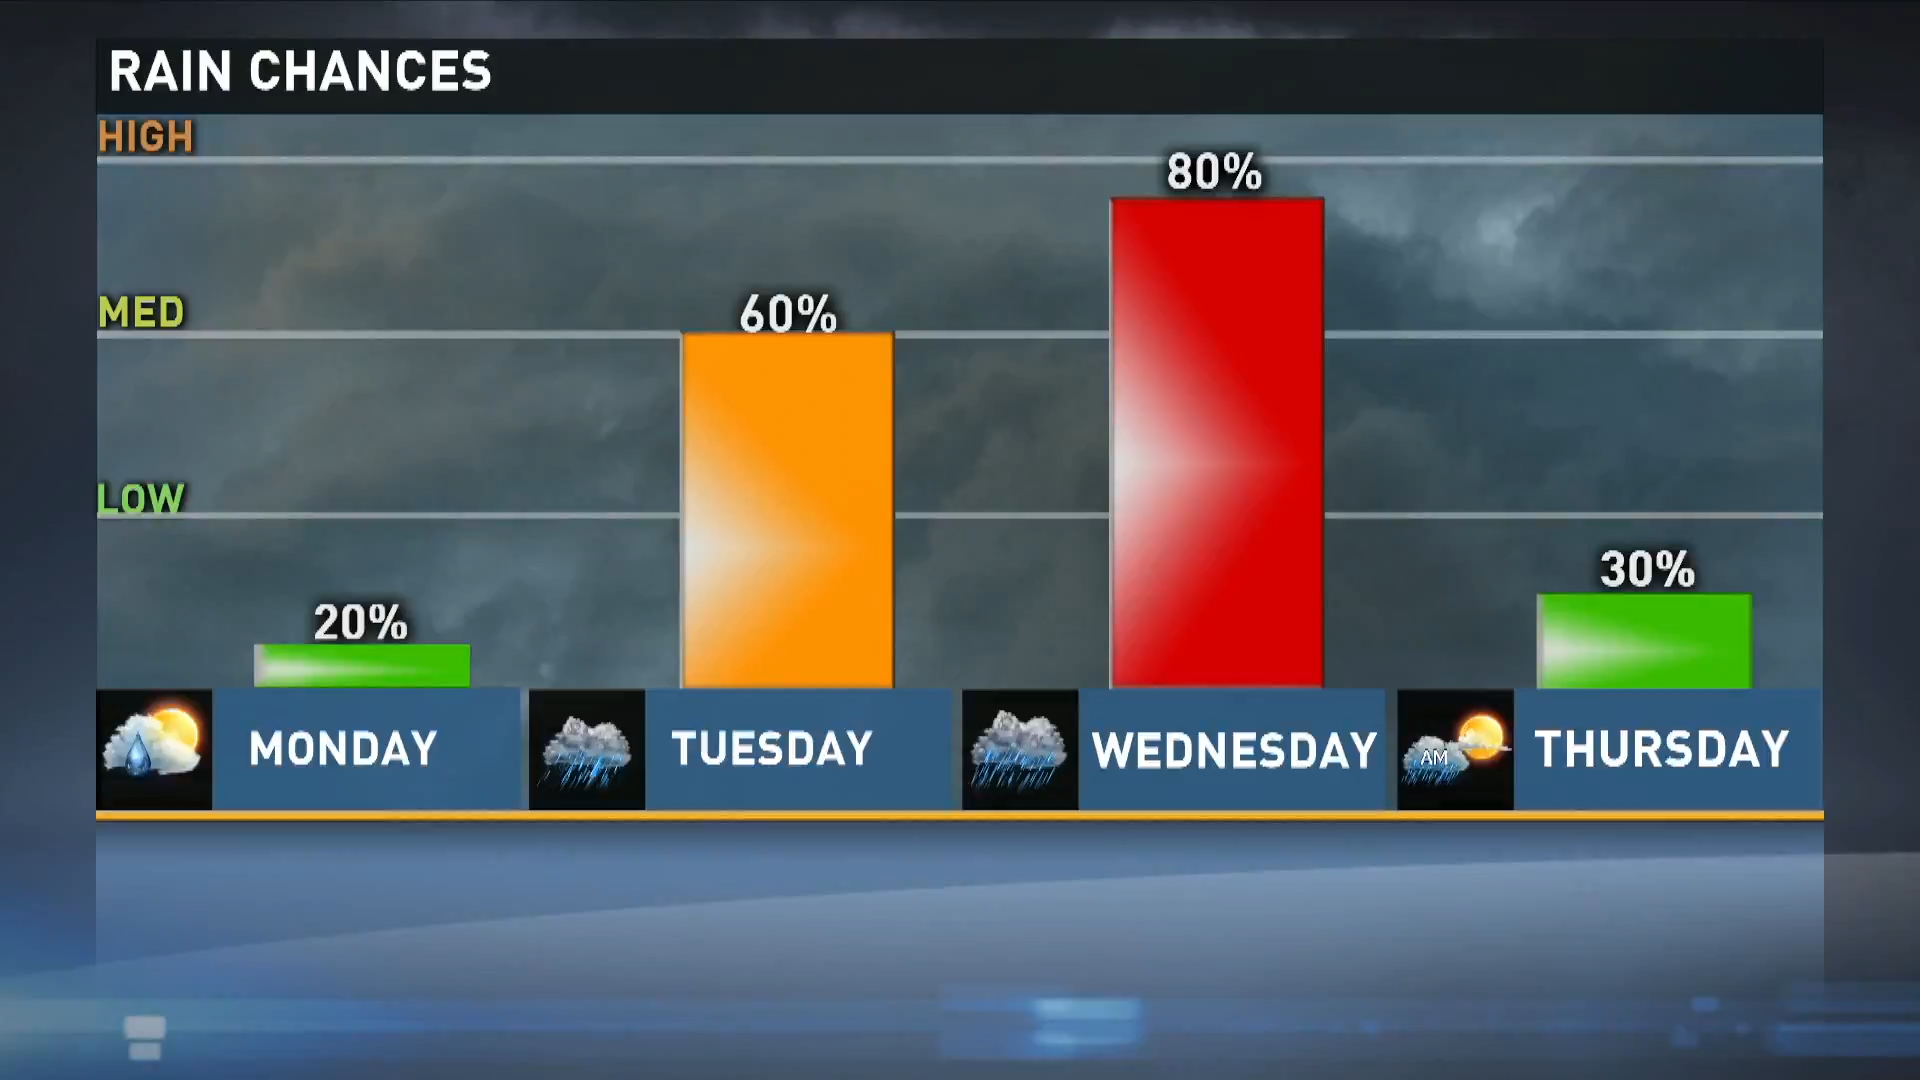 RAIN CHANCES
HIGH
80%
MED
60%
LOW
30%
20%
MONDAY
TUESDAY
WEDNESDAY
AM
THURSDAY